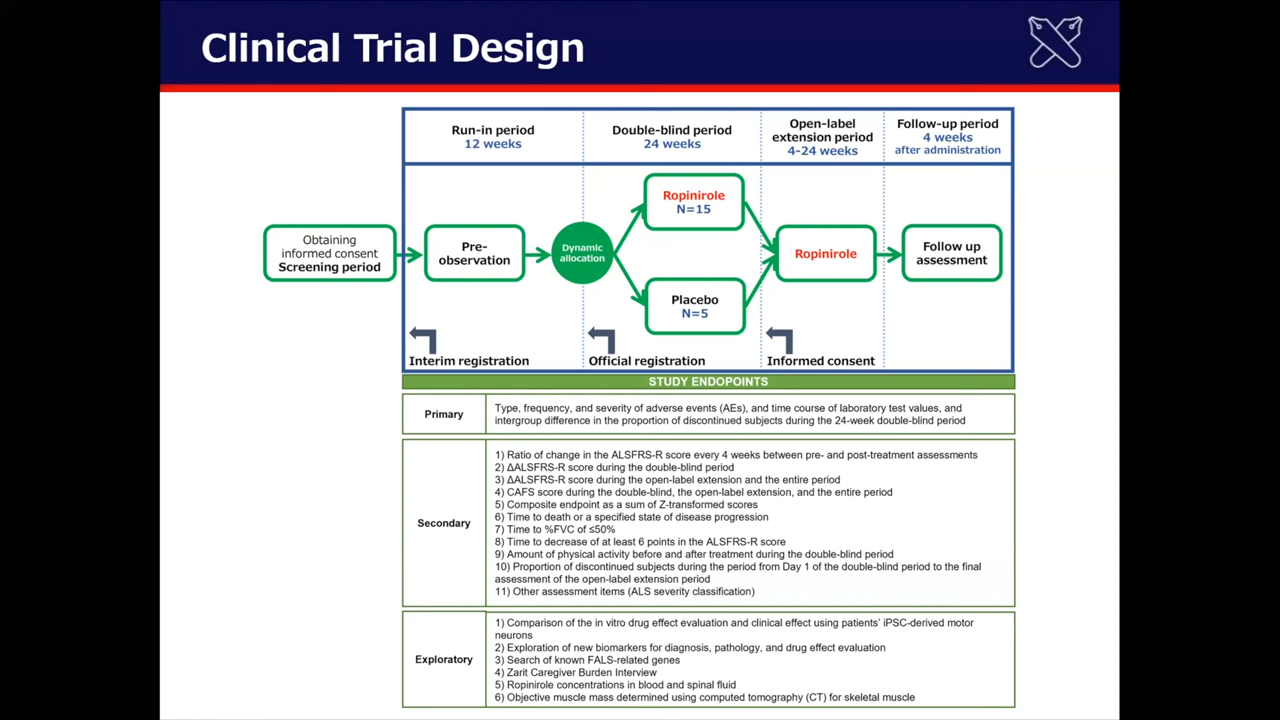 Clinical Trial Design
Run-in period
12 weeks
Double-blind period
24 weeks
Open-label
extension period
4-24 weeks
Follow-up period
4 weeks
after administration
Obtaining
informed consent
Screening period
Pre-
observation
Dynamic
allocation
Ropinirole
N=15
Placebo
N=5
Ropinirole
Follow up
assessment
Interim registration
Official registration
Informed consent
STUDY ENDPOINTS
Primary
Type, frequency, and severity of adverse events (AEs), and time course of laboratory test values, and
intergroup difference in the proportion of discontinued subjects during the 24-week double-blind period
Secondary
1) Ratio of change in the ALSFRS-R score every 4 weeks between pre- and post-treatment assessments
2) ΔALSFRS-R score during the double-blind period
3) ΔALSFRS-R score during the open-label extension and the entire period
4) CAFS score during the double-blind, the open-label extension, and the entire period
5) Composite endpoint as a sum of Z-transformed scores
6) Time to death or a specified state of disease progression
7) Time to %FVC of ≤50%
8) Time to decrease of at least 6 points in the ALSFRS-R score
9) Amount of physical activity before and after treatment during the double-blind period
10) Proportion of discontinued subjects during the period from Day 1 of the double-blind period to the final
assessment of the open-label extension period
11) Other assessment items (ALS severity classification)
Exploratory
1) Comparison of the in vitro drug effect evaluation and clinical effect using patients' iPSC-derived motor
neurons
2) Exploration of new biomarkers for diagnosis, pathology, and drug effect evaluation
3) Search of known FALS-related genes
4) Zarit Caregiver Burden Interview
5) Ropinirole concentrations in blood and spinal fluid
6) Objective muscle mass determined using computed tomography (CT) for skeletal muscle